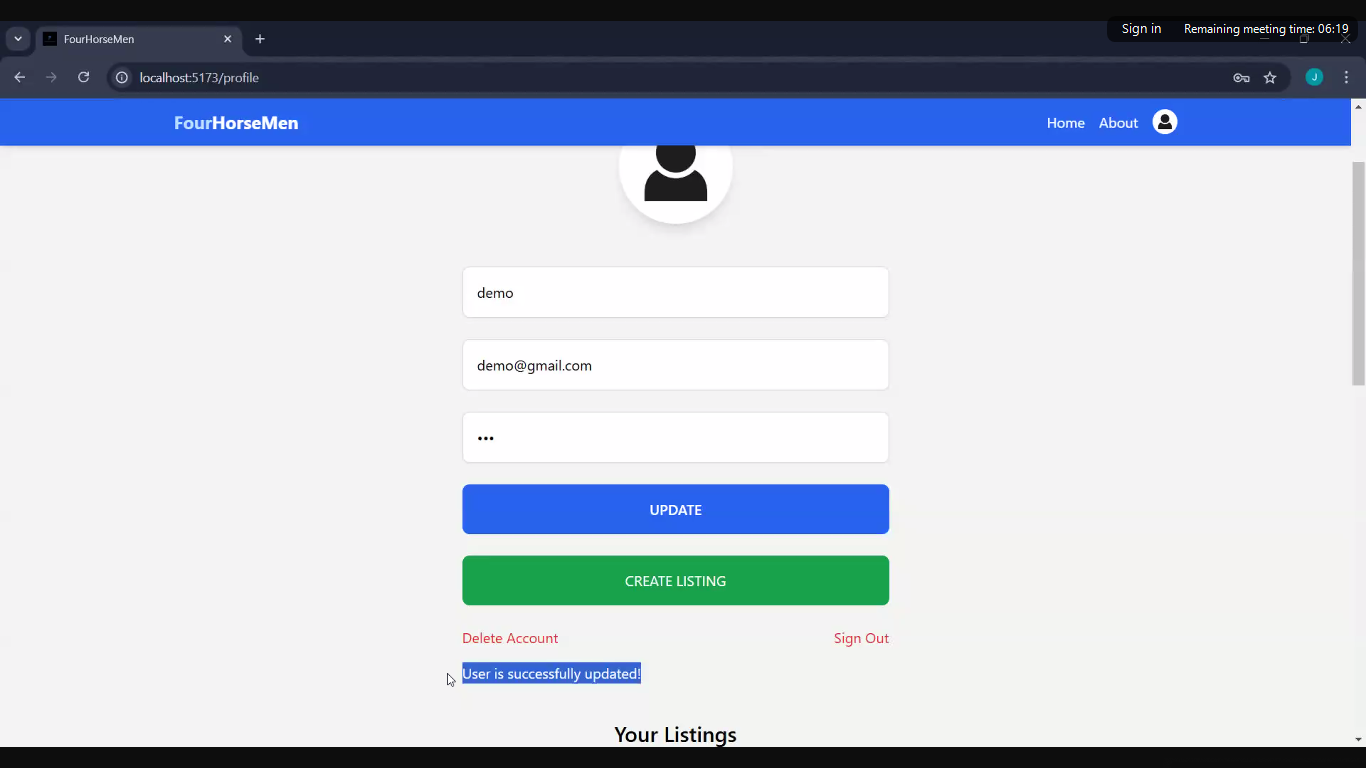 Sign in Remaining meeting time: 06:19
FourHorseMen
localhost:5173/profile
J
FourHorseMen Home About
demo
demo@gmail.com
•••
UPDATE
CREATE LISTING
Delete Account Sign Out
User is successfully updated!
Your Listings